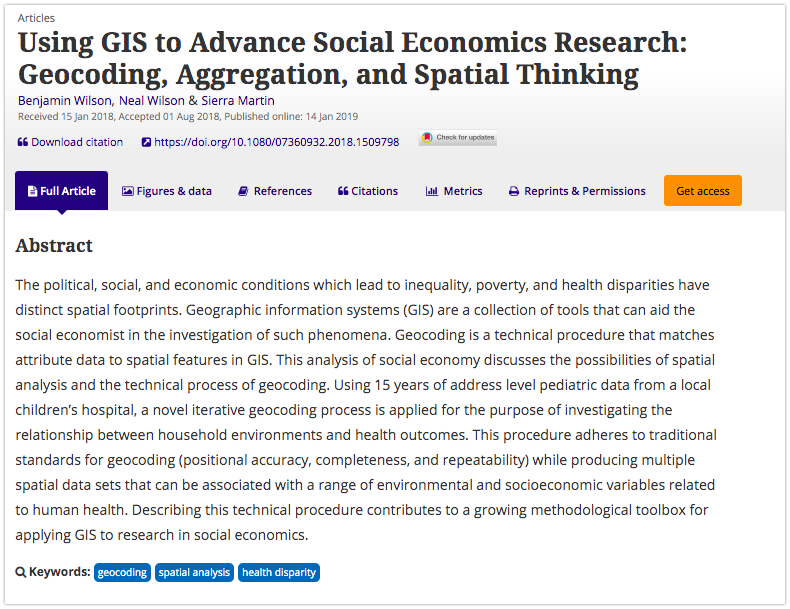 Articles
Using GIS to Advance Social Economics Research:
Geocoding, Aggregation, and Spatial Thinking
Benjamin Wilson, Neal Wilson & Sierra Martin
Received 15 Jan 2018, Accepted 01 Aug 2018, Published online: 14 Jan 2019
Download citation https://doi.org/10.1080/07360932.2018.1509798 Check for updates
Full Article Figures & data References Citations Metrics Reprints & Permissions Get access
Abstract
The political, social, and economic conditions which lead to inequality, poverty, and health disparities have
distinct spatial footprints. Geographic information systems (GIS) are a collection of tools that can aid the
social economist in the investigation of such phenomena. Geocoding is a technical procedure that matches
attribute data to spatial features in GIS. This analysis of social economy discusses the possibilities of spatial
analysis and the technical process of geocoding. Using 15 years of address level pediatric data from a local
children’s hospital, a novel iterative geocoding process is applied for the purpose of investigating the
relationship between household environments and health outcomes. This procedure adheres to traditional
standards for geocoding (positional accuracy, completeness, and repeatability) while producing multiple
spatial data sets that can be associated with a range of environmental and socioeconomic variables related
to human health. Describing this technical procedure contributes to a growing methodological toolbox for
applying GIS to research in social economics.
Keywords: geocoding spatial analysis health disparity